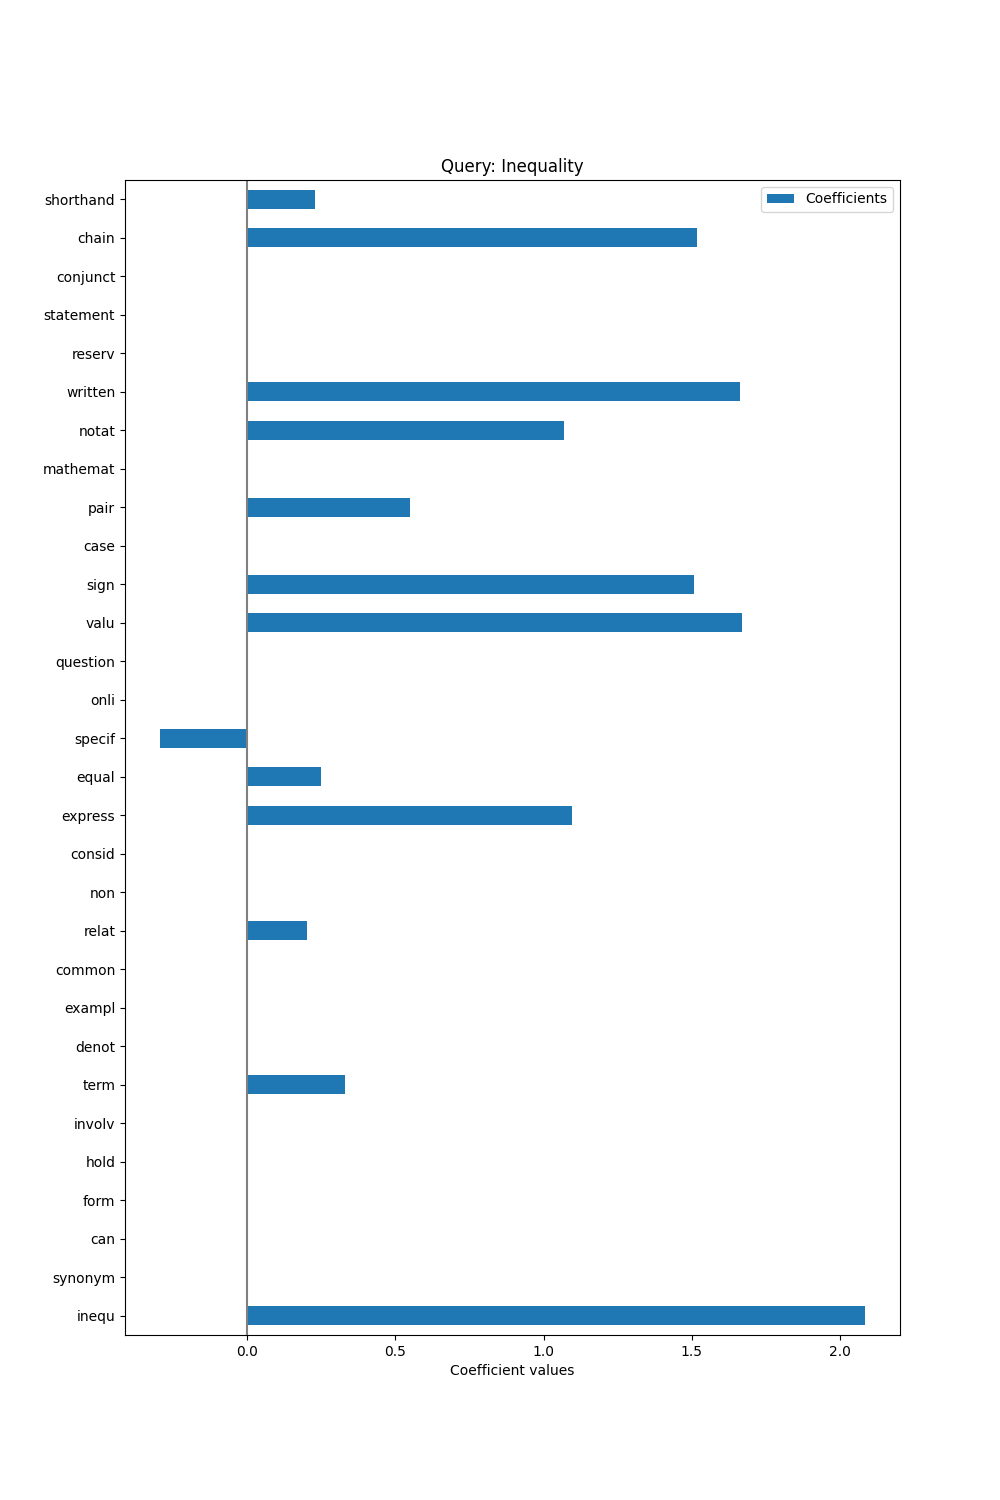 Query: Inequality
Coefficients
shorthand
chain
conjunct
statement
reserv
written
notat
mathemat
pair
case
sign
valu
question
onli
specif
equal
express
consid
non
relat
common
exampl
denot
term
involv
hold
form
can
synonym
inequ
0.0 0.5 1.0 1.5 2.0
Coefficient values